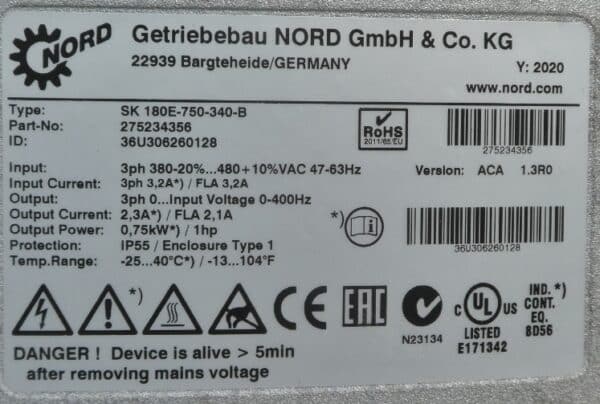 NORD
Getriebebau NORD GmbH & Co. KG
22939 Bargteheide/GERMANY
Y: 2020
www.nord.com
Type: SK 180E-750-340-B
Part-No: 275234356
ID: 36U306260128
RoHS
2011/65/EU
275234356
Input: 3ph 380-20%...480+10%VAC 47-63Hz
Version: ACA 1.3R0
Input Current: 3ph 3,2A*) / FLA 3,2A
Output: 3ph 0...Input Voltage 0-400Hz
Output Current: 2,3A*) / FLA 2,1A
Output Power: 0,75kW*) / 1hp
Protection: IP55 / Enclosure Type 1
Temp.Range: -25...40°C*) / -13...104°F
*)
36U306260128
*)
CE
EAC
N23134
C UL US
LISTED
E171342
IND. *)
CONT.
EQ.
8D56
DANGER ! Device is alive > 5min
after removing mains voltage